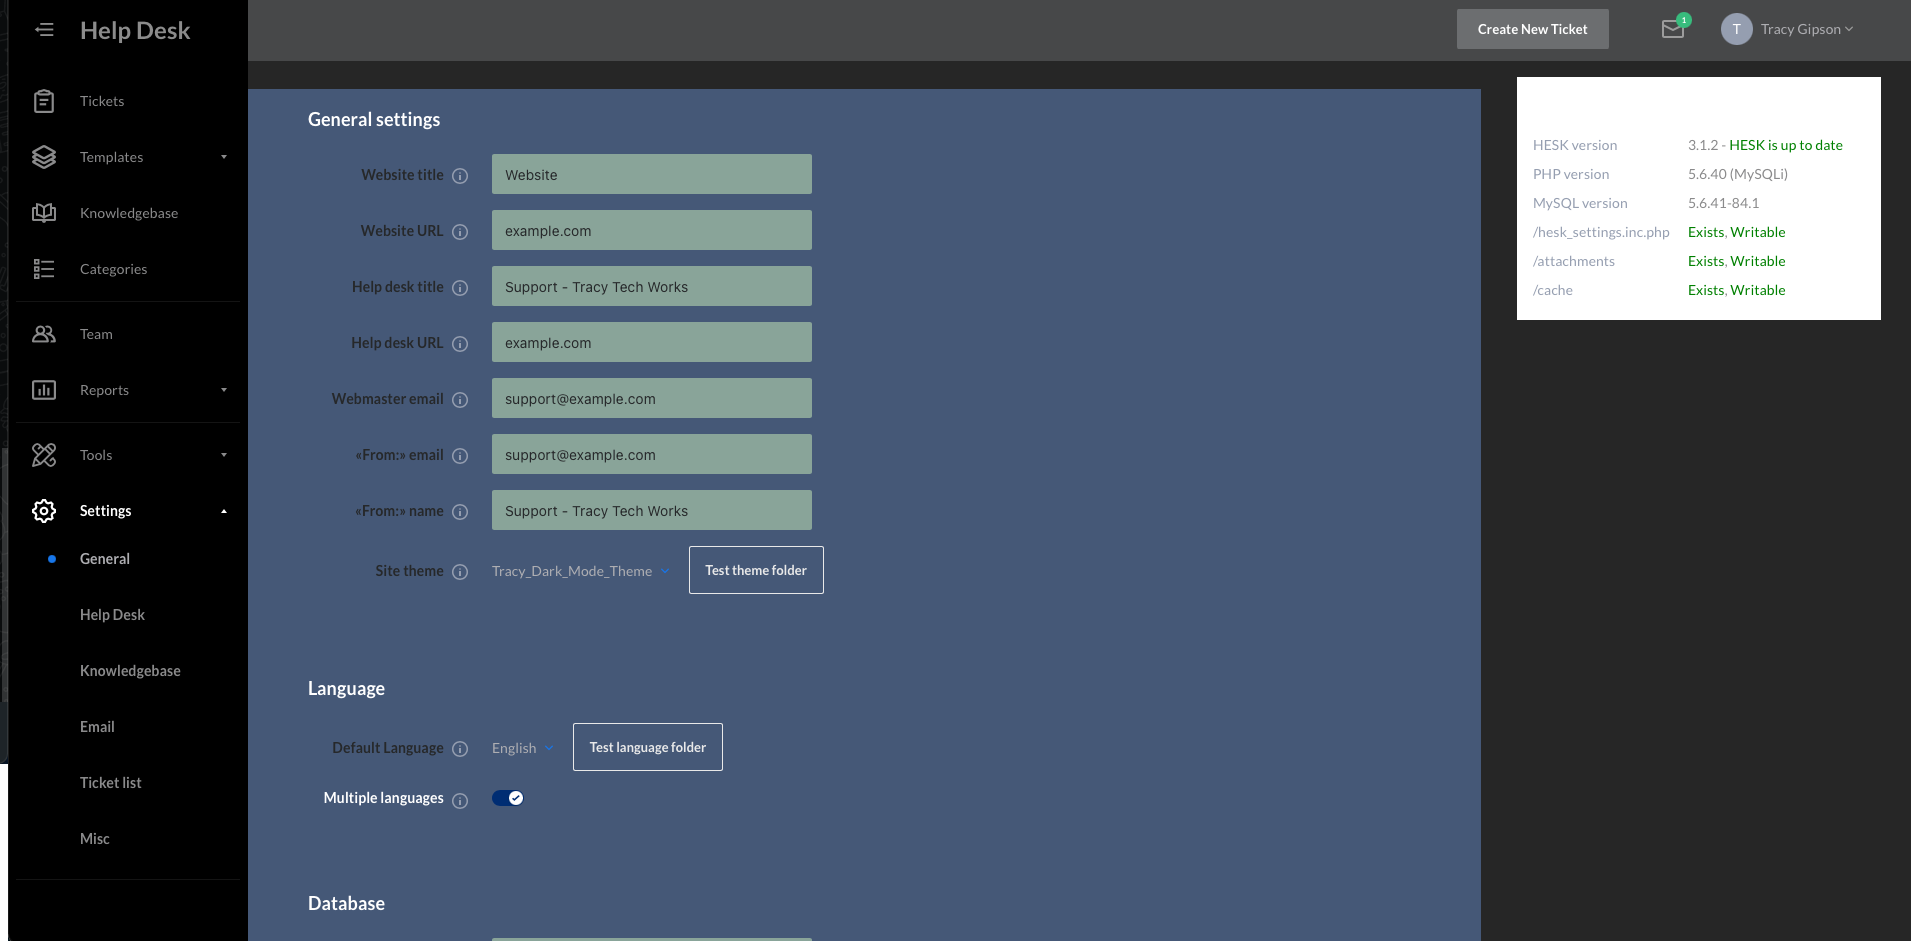 Help Desk
Create New Ticket
1
T
Tracy Gipson
Tickets
Templates
Knowledgebase
Categories
Team
Reports
Tools
Settings
General
Help Desk
Knowledgebase
Email
Ticket list
Misc
General settings
Website title Website
Website URL example.com
Help desk title Support - Tracy Tech Works
Help desk URL example.com
Webmaster email support@example.com
«From:» email support@example.com
«From:» name Support - Tracy Tech Works
Site theme Tracy_Dark_Mode_Theme Test theme folder
Language
Default Language English Test language folder
Multiple languages
Database
HESK version 3.1.2 - HESK is up to date
PHP version 5.6.40 (MySQLi)
MySQL version 5.6.41-84.1
/hesk_settings.inc.php Exists, Writable
/attachments Exists, Writable
/cache Exists, Writable